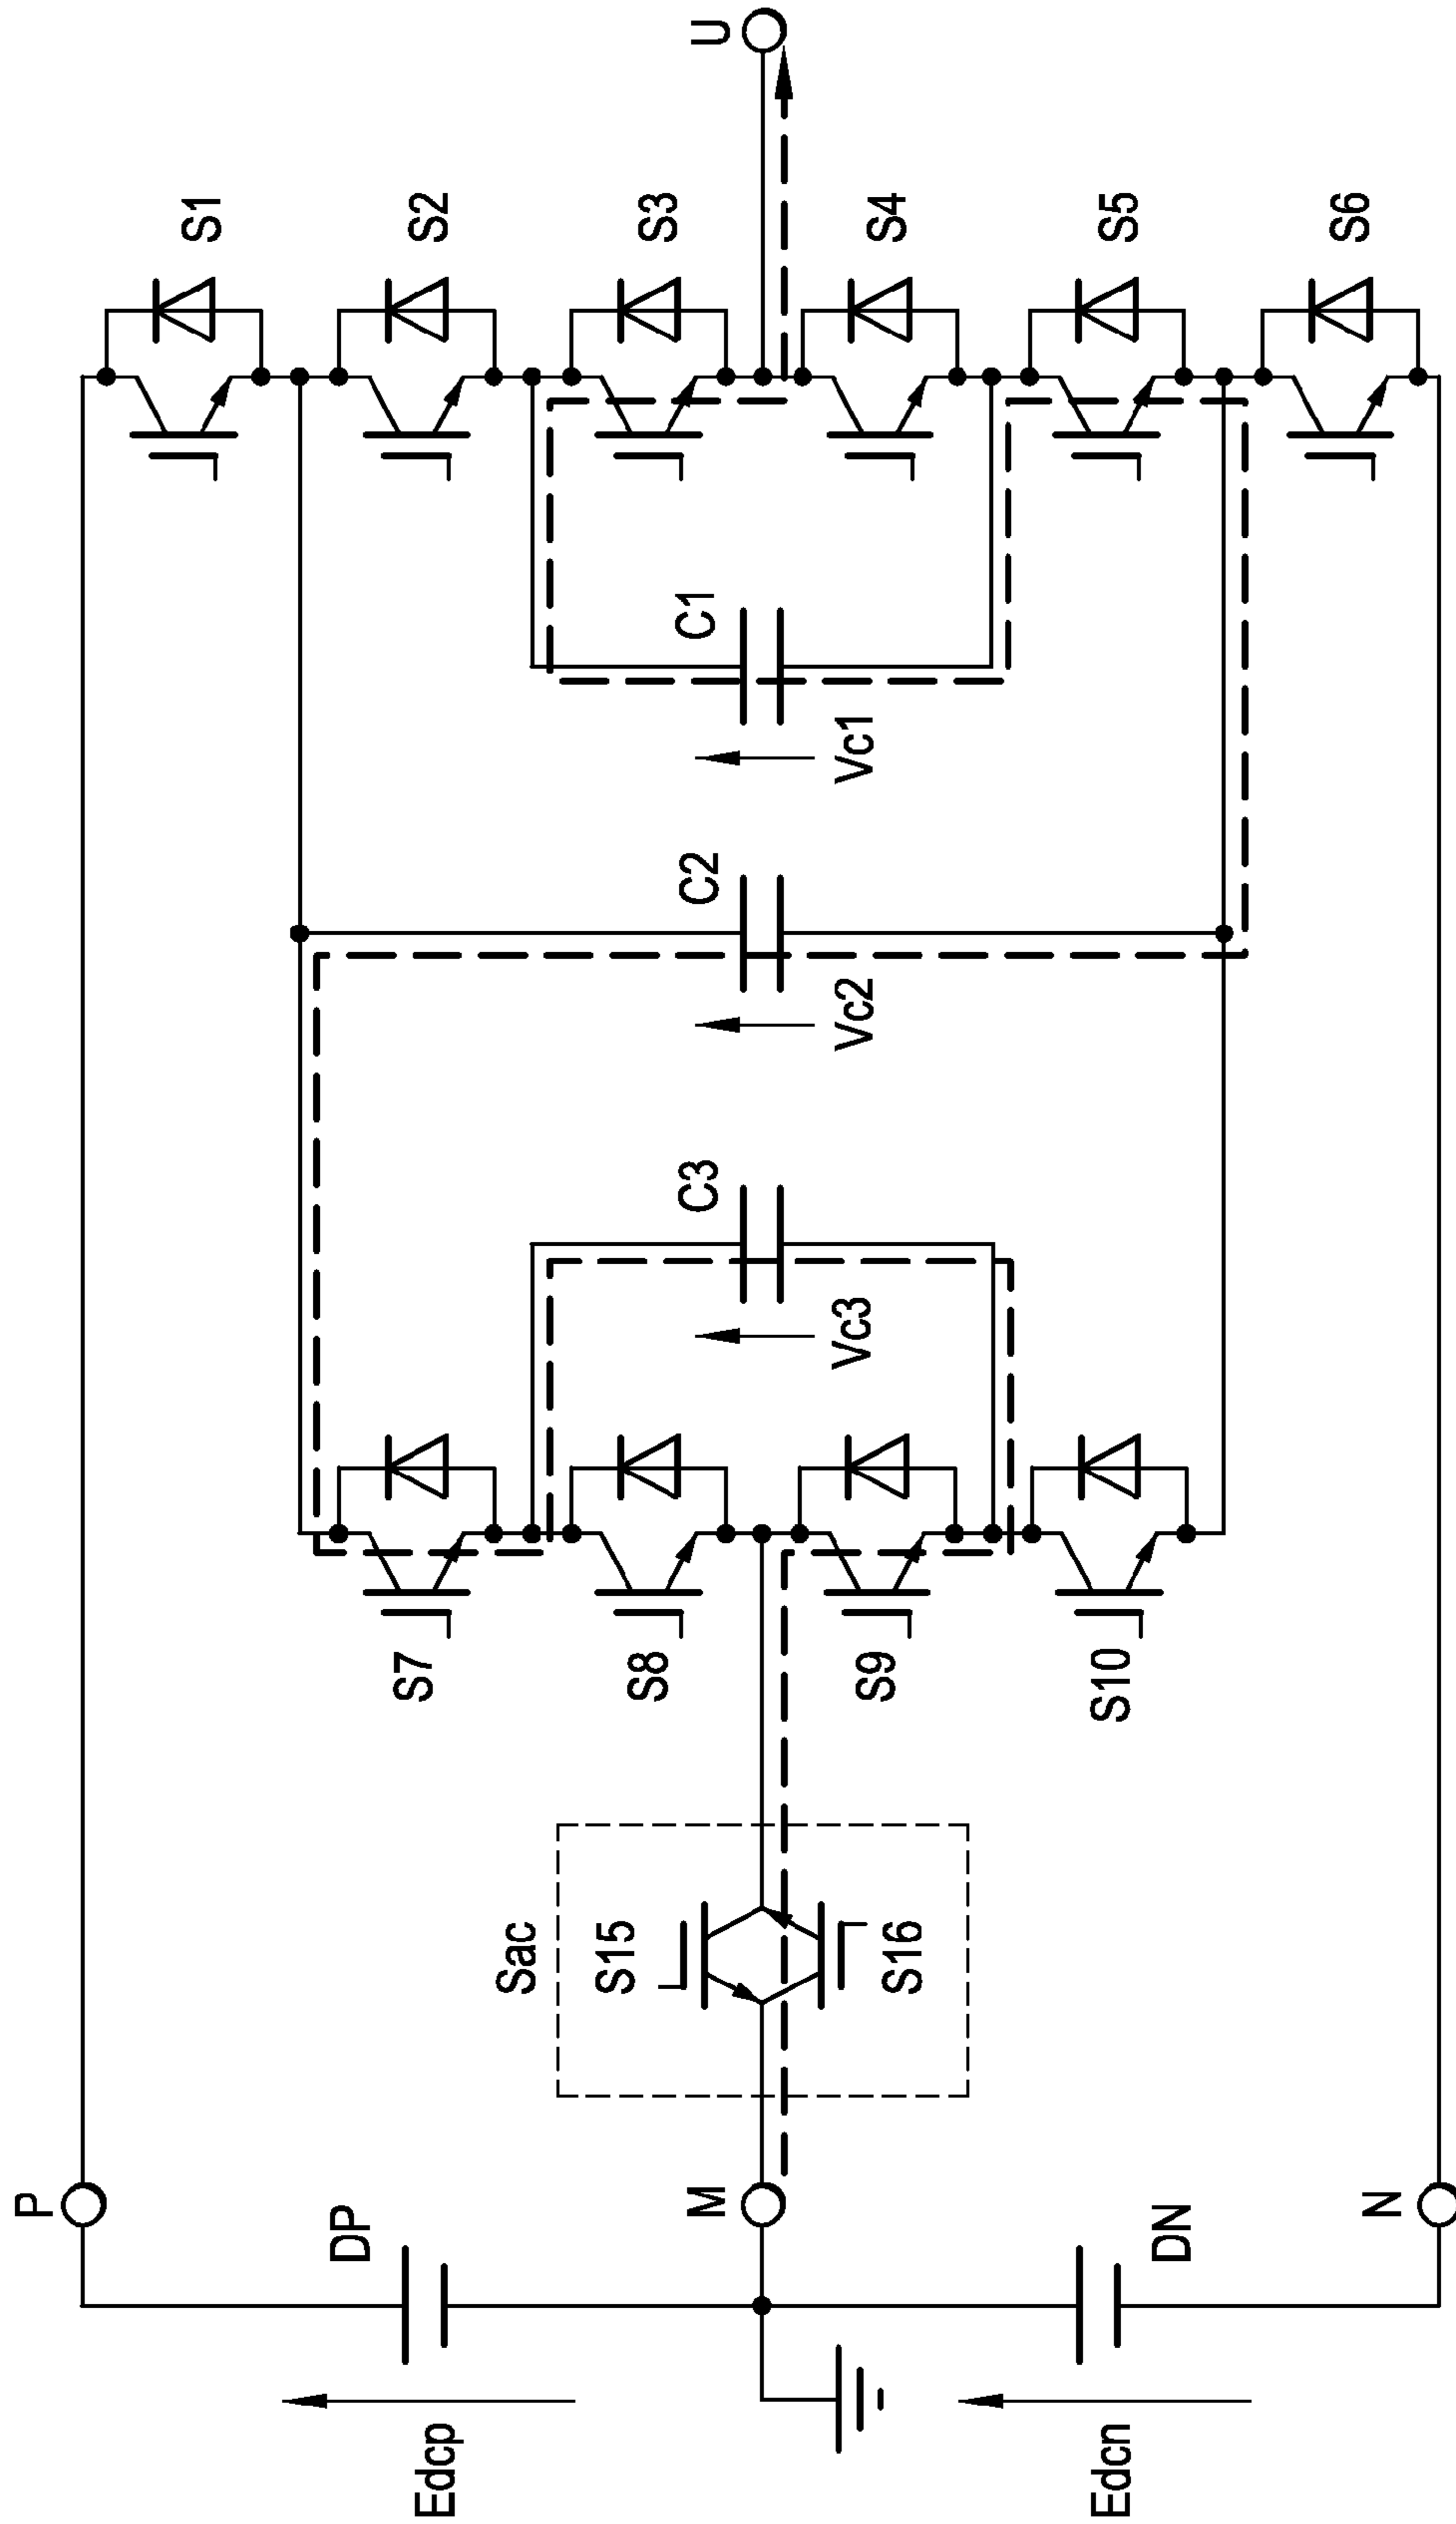 P
Edcp
DP
M
Edcn
DN
N
Sac
S15
S16
S7
S8
S9
S10
C3
Vc3
C2
Vc2
C1
Vc1
S1
S2
S3
S4
S5
S6
U